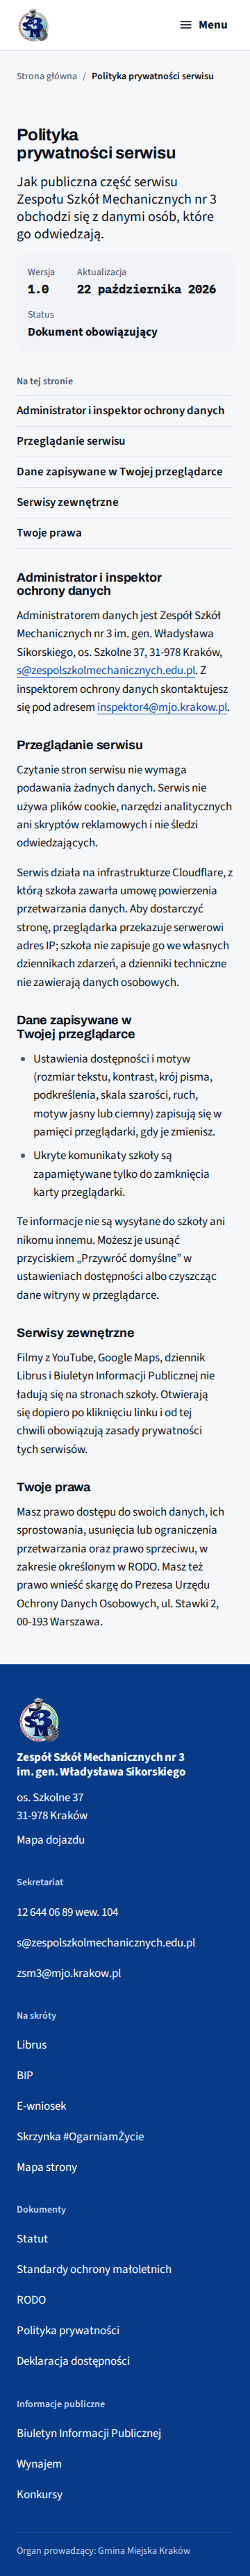 Menu
Strona główna / Polityka prywatności serwisu
Polityka
prywatności serwisu
Jak publiczna część serwisu
Zespołu Szkół Mechanicznych nr 3
obchodzi się z danymi osób, które
go odwiedzają.
Wersja Aktualizacja
1.0 22 października 2026
Status
Dokument obowiązujący
Na tej stronie
Administrator i inspektor ochrony danych
Przeglądanie serwisu
Dane zapisywane w Twojej przeglądarce
Serwisy zewnętrzne
Twoje prawa
Administrator i inspektor
ochrony danych
Administratorem danych jest Zespół Szkół
Mechanicznych nr 3 im. gen. Władysława
Sikorskiego, os. Szkolne 37, 31-978 Kraków,
s@zespolszkolmechanicznych.edu.pl. Z
inspektorem ochrony danych skontaktujesz
się pod adresem inspektor4@mjo.krakow.pl.
Przeglądanie serwisu
Czytanie stron serwisu nie wymaga
podawania żadnych danych. Serwis nie
używa plików cookie, narzędzi analitycznych
ani skryptów reklamowych i nie śledzi
odwiedzających.
Serwis działa na infrastrukturze Cloudflare, z
którą szkoła zawarła umowę powierzenia
przetwarzania danych. Aby dostarczyć
stronę, przeglądarka przekazuje serwerowi
adres IP; szkoła nie zapisuje go we własnych
dziennikach zdarzeń, a dzienniki techniczne
nie zawierają danych osobowych.
Dane zapisywane w
Twojej przeglądarce
Ustawienia dostępności i motyw
(rozmiar tekstu, kontrast, krój pisma,
podkreślenia, skala szarości, ruch,
motyw jasny lub ciemny) zapisują się w
pamięci przeglądarki, gdy je zmienisz.
Ukryte komunikaty szkoły są
zapamiętywane tylko do zamknięcia
karty przeglądarki.
Te informacje nie są wysyłane do szkoły ani
nikomu innemu. Możesz je usunąć
przyciskiem „Przywróć domyślne” w
ustawieniach dostępności albo czyszcząc
dane witryny w przeglądarce.
Serwisy zewnętrzne
Filmy z YouTube, Google Maps, dziennik
Librus i Biuletyn Informacji Publicznej nie
ładują się na stronach szkoły. Otwierają
się dopiero po kliknięciu linku i od tej
chwili obowiązują zasady prywatności
tych serwisów.
Twoje prawa
Masz prawo dostępu do swoich danych, ich
sprostowania, usunięcia lub ograniczenia
przetwarzania oraz prawo sprzeciwu, w
zakresie określonym w RODO. Masz też
prawo wnieść skargę do Prezesa Urzędu
Ochrony Danych Osobowych, ul. Stawki 2,
00-193 Warszawa.
Zespół Szkół Mechanicznych nr 3
im. gen. Władysława Sikorskiego
os. Szkolne 37
31-978 Kraków
Mapa dojazdu
Sekretariat
12 644 06 89 wew. 104
s@zespolszkolmechanicznych.edu.pl
zsm3@mjo.krakow.pl
Na skróty
Librus
BIP
E-wniosek
Skrzynka #OgarniamŻycie
Mapa strony
Dokumenty
Statut
Standardy ochrony małoletnich
RODO
Polityka prywatności
Deklaracja dostępności
Informacje publiczne
Biuletyn Informacji Publicznej
Wynajem
Konkursy
Organ prowadzący: Gmina Miejska Kraków